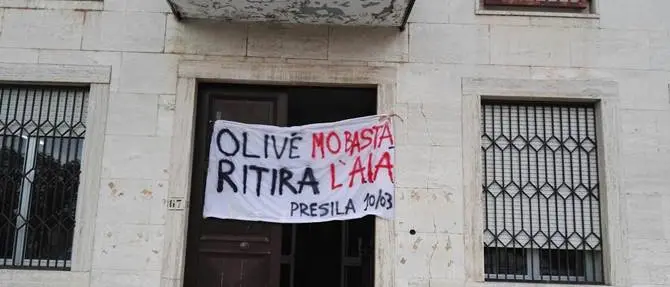 OLIVE MO BASTA
RITIRA L'AIA
PRESILA 10/03
67